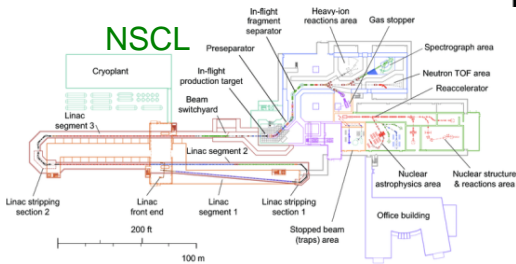 NSCL
Cryoplant
In-flight
fragment
separator
Heavy-ion
reactions area
Gas stopper
Preseparator
Spectrograph area
In-flight
production target
Neutron TOF area
Reaccelerator
Beam
switchyard
Linac
segment 3
Linac segment 2
Linac stripping
section 2
Linac
front end
Linac
segment 1
Linac stripping
section 1
Nuclear
astrophysics area
Nuclear structure
& reactions area
Stopped beam
(traps) area
Office building
200 ft
100 m